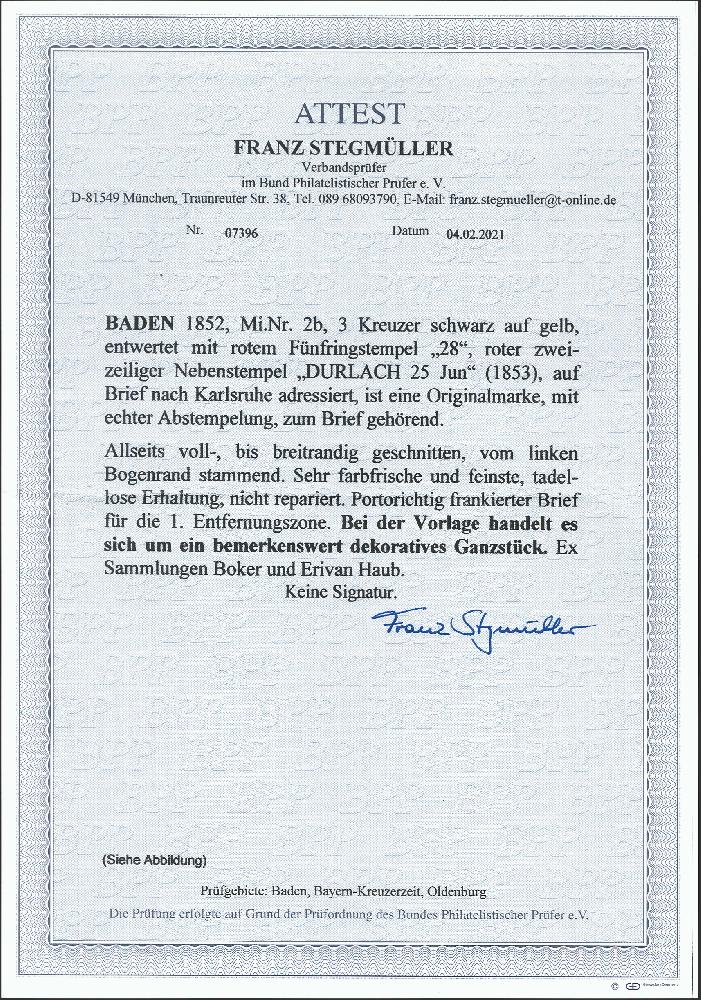 ATTEST
FRANZ STEGMÜLLER
Verbandsprüfer
im Bund Philatelistischer Prüfer e. V.
D-81549 München, Traunreuter Str. 38, Tel. 089 68093790, E-Mail: franz.stegmueller@t-online.de
Nr. 07396 Datum 04.02.2021
BADEN 1852, Mi.Nr. 2b, 3 Kreuzer schwarz auf gelb,
entwertet mit rotem Fünfringstempel „28“, roter zwei-
zeiliger Nebenstempel „DURLACH 25 Jun“ (1853), auf
Brief nach Karlsruhe adressiert, ist eine Originalmarke, mit
echter Abstempelung, zum Brief gehörend.
Allseits voll-, bis breitrandig geschnitten, vom linken
Bogenrand stammend. Sehr farbfrische und feinste, tadel-
lose Erhaltung, nicht repariert. Portorichtig frankierter Brief
für die 1. Entfernungszone. Bei der Vorlage handelt es
sich um ein bemerkenswert dekoratives Ganzstück. Ex
Sammlungen Boker und Erivan Haub.
Keine Signatur.
Franz Stegmüller
(Siehe Abbildung)
Prüfgebiete: Baden, Bayern-Kreuzerzeit, Oldenburg
Die Prüfung erfolgte auf Grund der Prüfordnung des Bundes Philatelistischer Prüfer e.V.
©